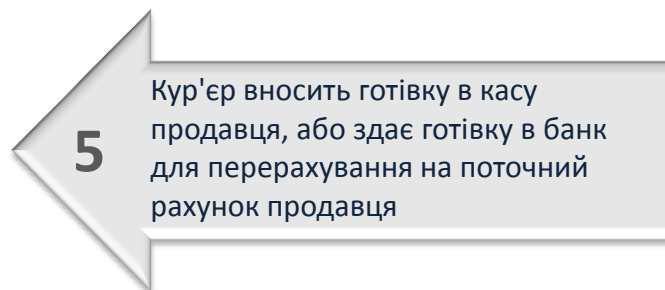 5
Кур'єр вносить готівку в касу
продавця, або здає готівку в банк
для перерахування на поточний
рахунок продавця